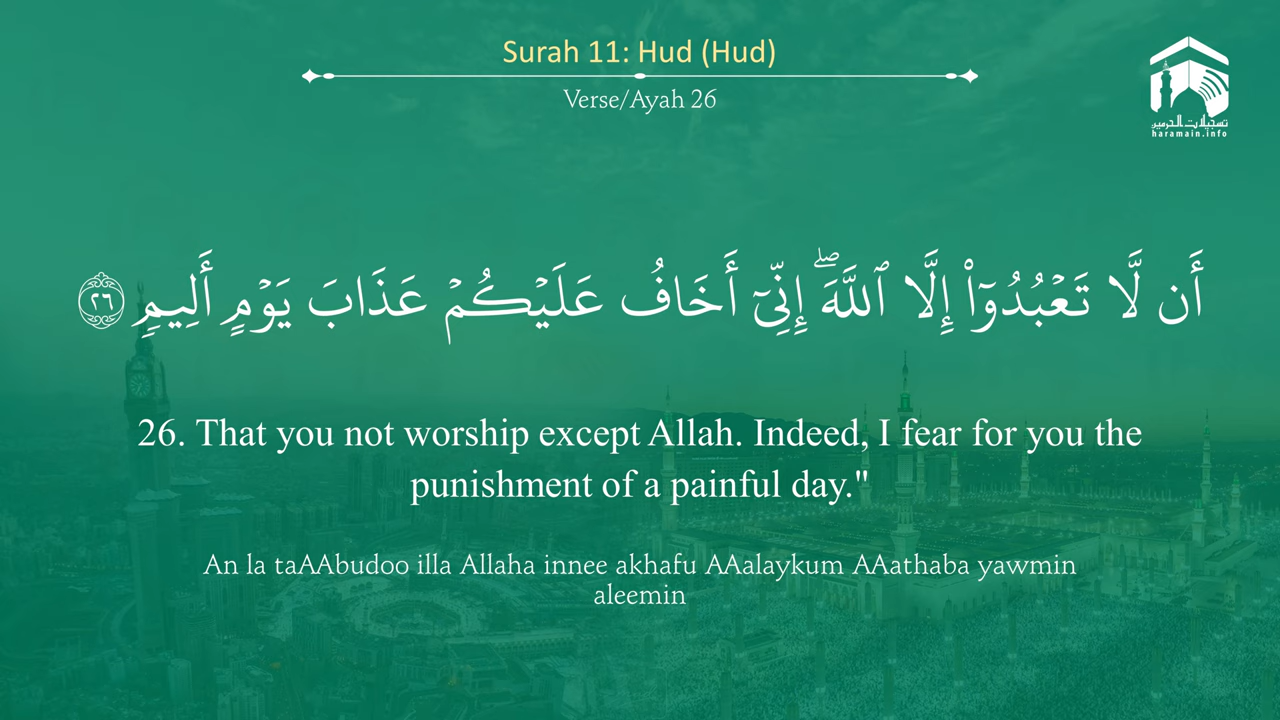 Surah 11: Hud (Hud)
Verse/Ayah 26
تسجيلات الحرمين
haramain.info
أَن لَّا تَعۡبُدُوٓاْ إِلَّا ٱللَّهَۖ إِنِّيٓ أَخَافُ عَلَيۡكُمۡ عَذَابَ يَوۡمٍ أَلِيمٖ ٢٦
26. That you not worship except Allah. Indeed, I fear for you the
punishment of a painful day."
An la taAAbudoo illa Allaha innee akhafu AAalaykum AAathaba yawmin
aleemin